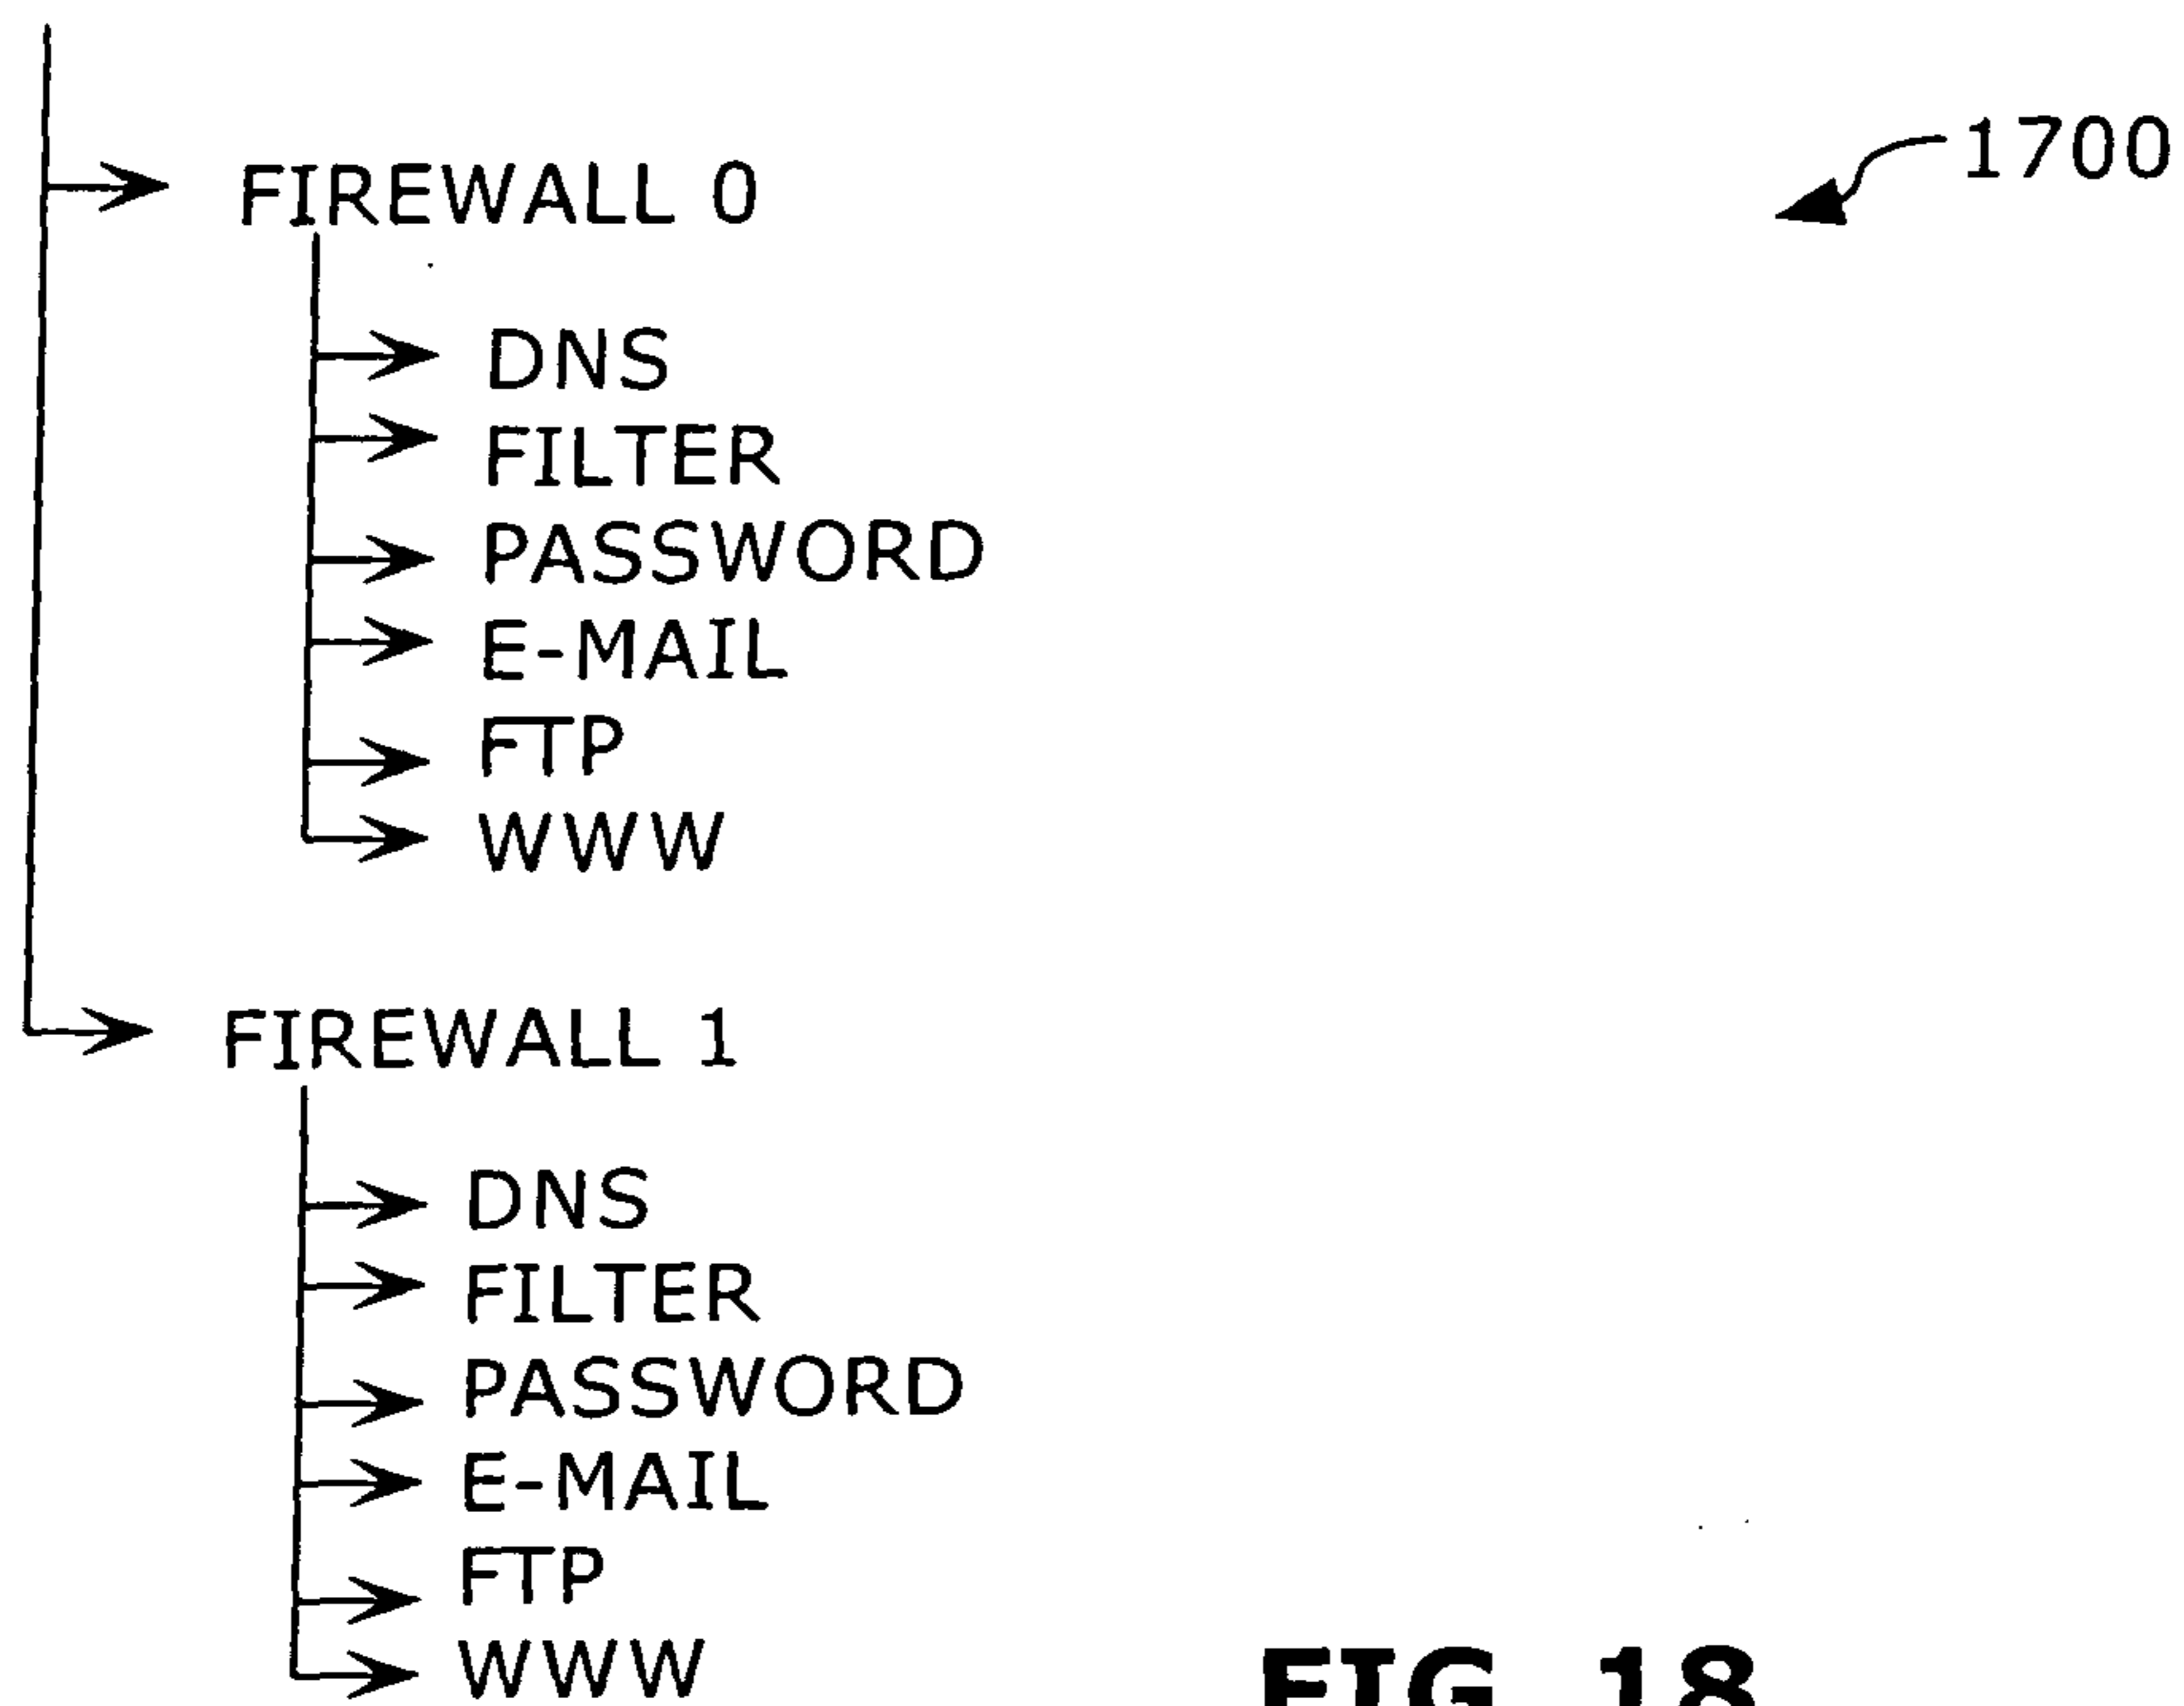 1700
FIREWALL 0
DNS
FILTER
PASSWORD
E-MAIL
FTP
WWW
FIREWALL 1
DNS
FILTER
PASSWORD
E-MAIL
FTP
WWW
FIG 18